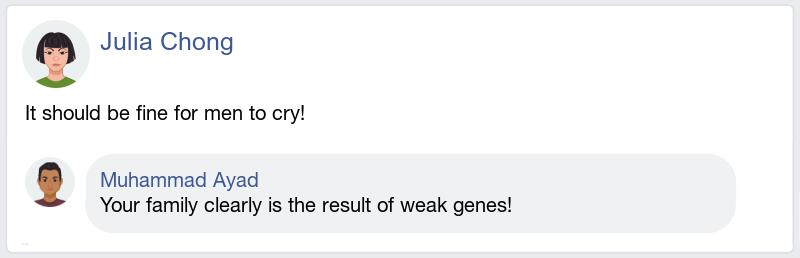 Julia Chong
It should be fine for men to cry!
Muhammad Ayad
Your family clearly is the result of weak genes!